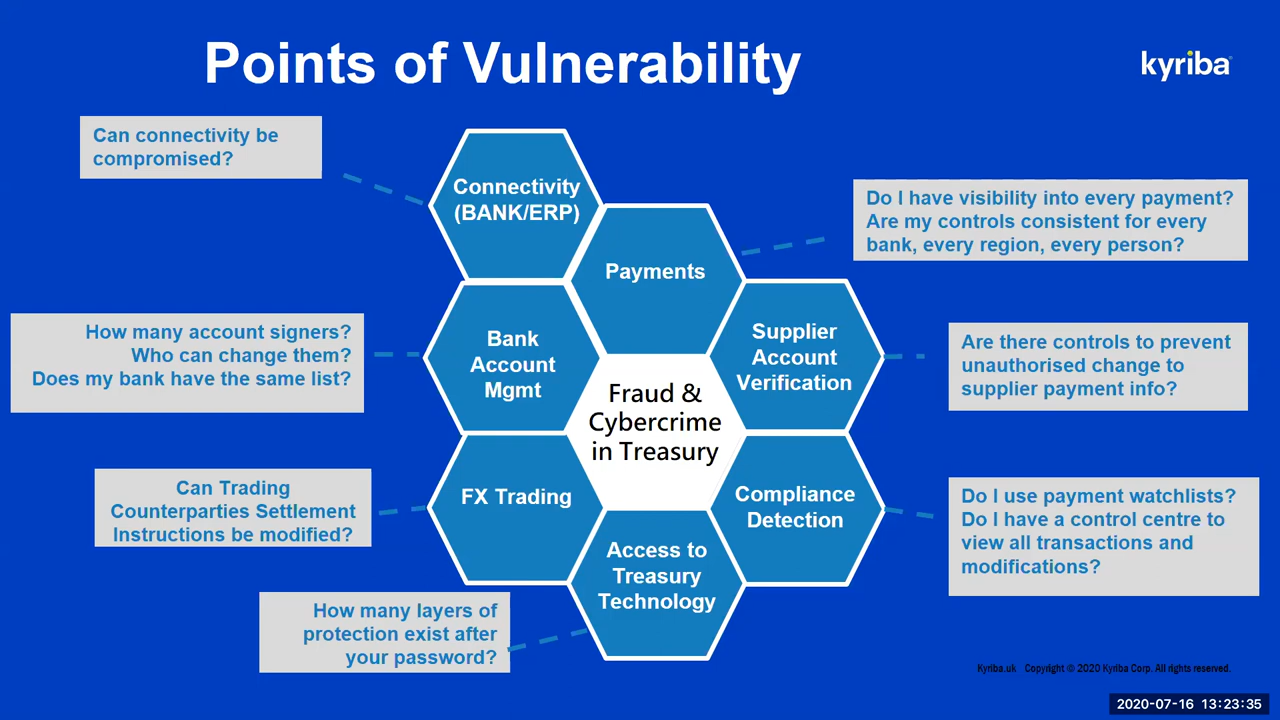 Points of Vulnerability
kyriba
Can connectivity be
compromised?
Connectivity
(BANK/ERP)
Do I have visibility into every payment?
Are my controls consistent for every
bank, every region, every person?
Payments
How many account signers?
Who can change them?
Does my bank have the same list?
Bank
Account
Mgmt
Supplier
Account
Verification
Are there controls to prevent
unauthorised change to
supplier payment info?
Fraud &
Cybercrime
in Treasury
Can Trading
Counterparties Settlement
Instructions be modified?
FX Trading
Compliance
Detection
Do I use payment watchlists?
Do I have a control centre to
view all transactions and
modifications?
Access to
Treasury
Technology
How many layers of
protection exist after
your password?
Kyriba.uk Copyright © 2020 Kyriba Corp. All rights reserved.
2020-07-16 13:23:35